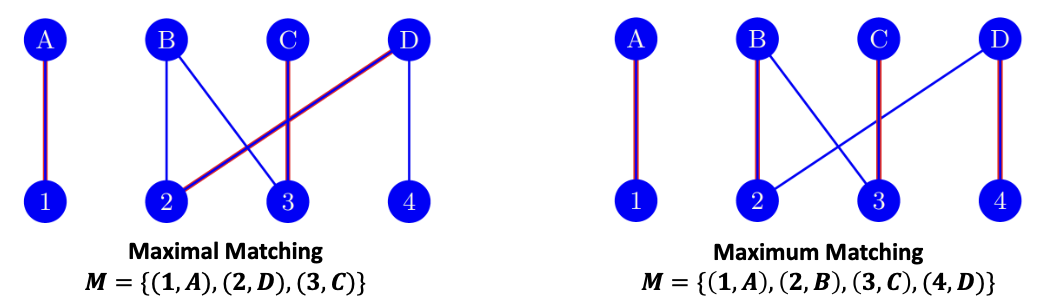 A B C D
1 2 3 4
Maximal Matching
M = {(1, A), (2, D), (3, C)}
A B C D
1 2 3 4
Maximum Matching
M = {(1, A), (2, B), (3, C), (4, D)}